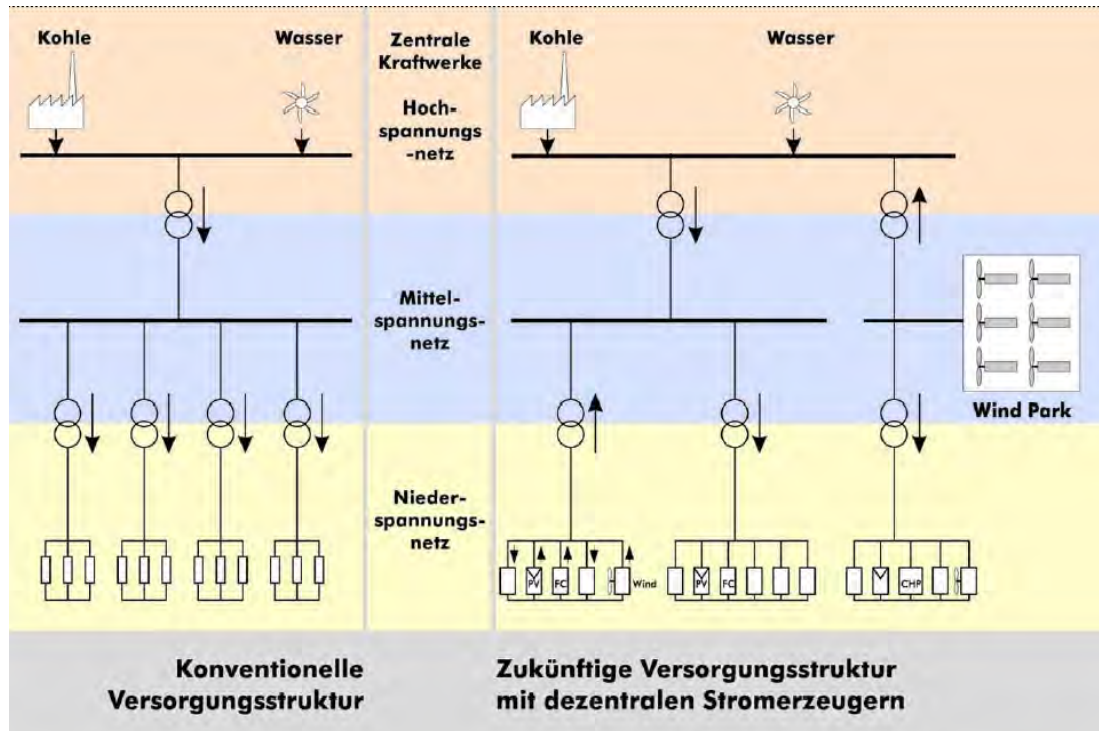 Kohle
Wasser
Zentrale
Kraftwerke
Hoch-
spannungs
-netz
Kohle
Wasser
Mittel-
spannungs-
netz
Wind Park
Nieder-
spannungs-
netz
PV
FC
Wind
PV
FC
CHP
Konventionelle
Versorgungsstruktur
Zukünftige Versorgungsstruktur
mit dezentralen Stromerzeugern